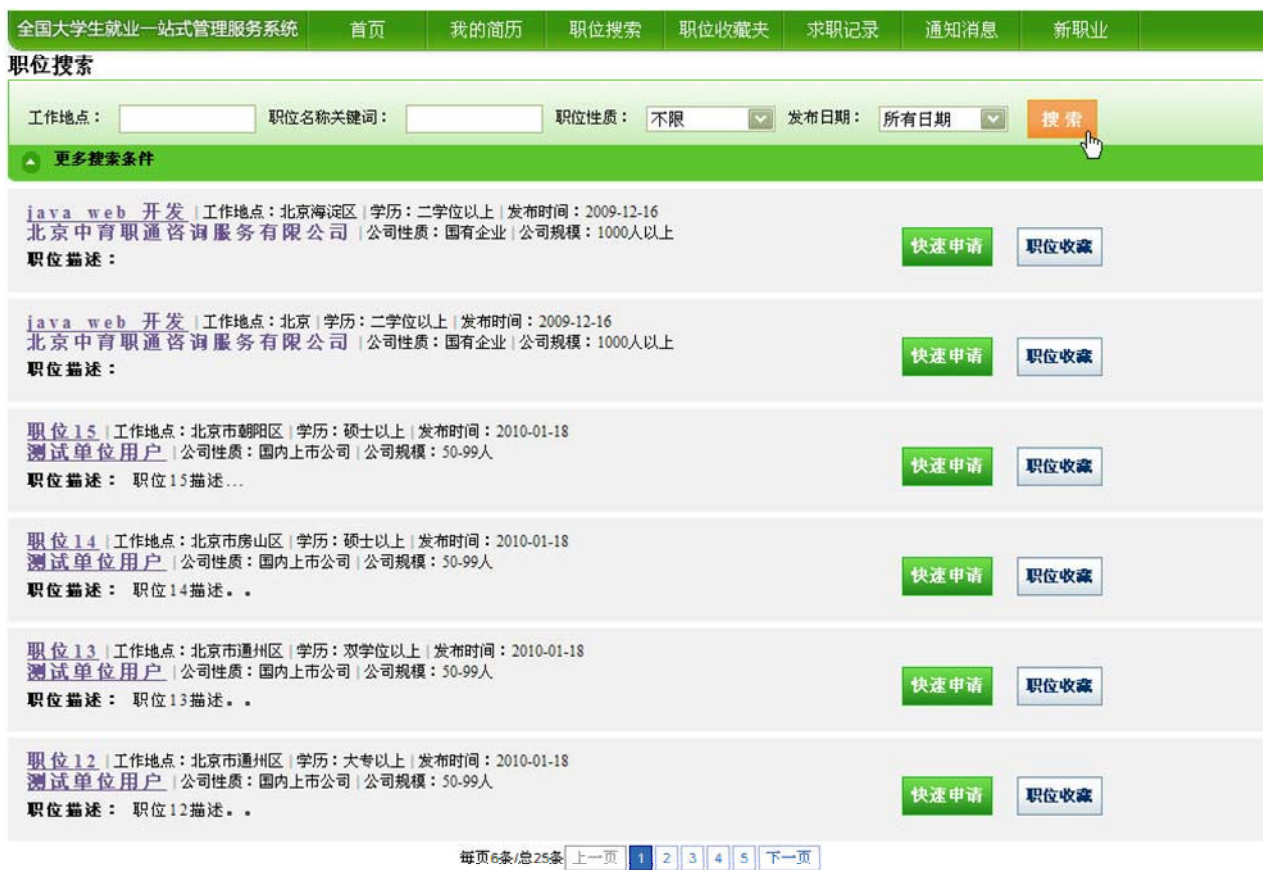 全国大学生就业一站式管理服务系统 首页 我的简历 职位搜索 职位收藏夹 求职记录 通知消息 新职业
职位搜索
工作地点： 职位名称关键词： 职位性质： 不限 发布日期： 所有日期 搜索
更多搜索条件
java web 开发 | 工作地点：北京海淀区 | 学历：二学位以上 | 发布时间：2009-12-16
北京中育职通咨询服务有限公司 | 公司性质：国有企业 | 公司规模：1000人以上
快速申请 职位收藏
职位描述：
java web 开发 | 工作地点：北京 | 学历：二学位以上 | 发布时间：2009-12-16
北京中育职通咨询服务有限公司 | 公司性质：国有企业 | 公司规模：1000人以上
快速申请 职位收藏
职位描述：
职位15 | 工作地点：北京市朝阳区 | 学历：硕士以上 | 发布时间：2010-01-18
测试单位用户 | 公司性质：国内上市公司 | 公司规模：50-99人
快速申请 职位收藏
职位描述： 职位15描述...
职位14 | 工作地点：北京市房山区 | 学历：硕士以上 | 发布时间：2010-01-18
测试单位用户 | 公司性质：国内上市公司 | 公司规模：50-99人
快速申请 职位收藏
职位描述： 职位14描述。。
职位13 | 工作地点：北京市通州区 | 学历：双学位以上 | 发布时间：2010-01-18
测试单位用户 | 公司性质：国内上市公司 | 公司规模：50-99人
快速申请 职位收藏
职位描述： 职位13描述。。
职位12 | 工作地点：北京市通州区 | 学历：大专以上 | 发布时间：2010-01-18
测试单位用户 | 公司性质：国内上市公司 | 公司规模：50-99人
快速申请 职位收藏
职位描述： 职位12描述。。
每页6条/总25条 上一页 1 2 3 4 5 下一页